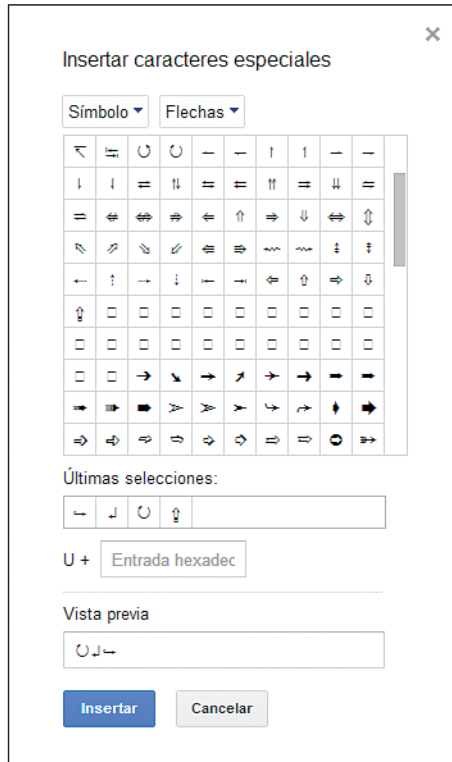 ×
Insertar caracteres especiales
Símbolo Flechas
↸ ↹ ↺ ↻ ↼ ↽ ↾ ↿ ⇀ ⇁
⇂ ⇃ ⇄ ⇅ ⇆ ⇇ ⇈ ⇉ ⇊ ⇋
⇌ ⇍ ⇎ ⇏ ⇐ ⇑ ⇒ ⇓ ⇔ ⇕
⇖ ⇗ ⇘ ⇙ ⇚ ⇛ ⇜ ⇝ ⇞ ⇟
⇠ ⇡ ⇢ ⇣ ⇤ ⇥ ⇦ ⇧ ⇨ ⇩
⇪ □ □ □ □ □ □ □ □ □
□ □ □ □ □ □ □ □ □ □
□ □ ➔ ➘ ➙ ➚ ➛ ➜ ➝ ➞
➟ ➠ ➡ ➢ ➣ ➤ ➥ ➦ ➧ ➨
➩ ➪ ➫ ➬ ➭ ➮ ➯ ➱ ➲ ➳
Últimas selecciones:
↪ ↲ ↻ ⇪
U + Entrada hexadec
Vista previa
↻↲↪
Insertar Cancelar